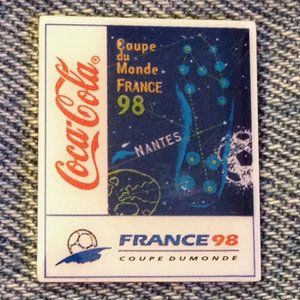 Coca-Cola®
Coupe
du
Monde
FRANCE
98
NANTES
FRANCE 98
COUPE DU MONDE